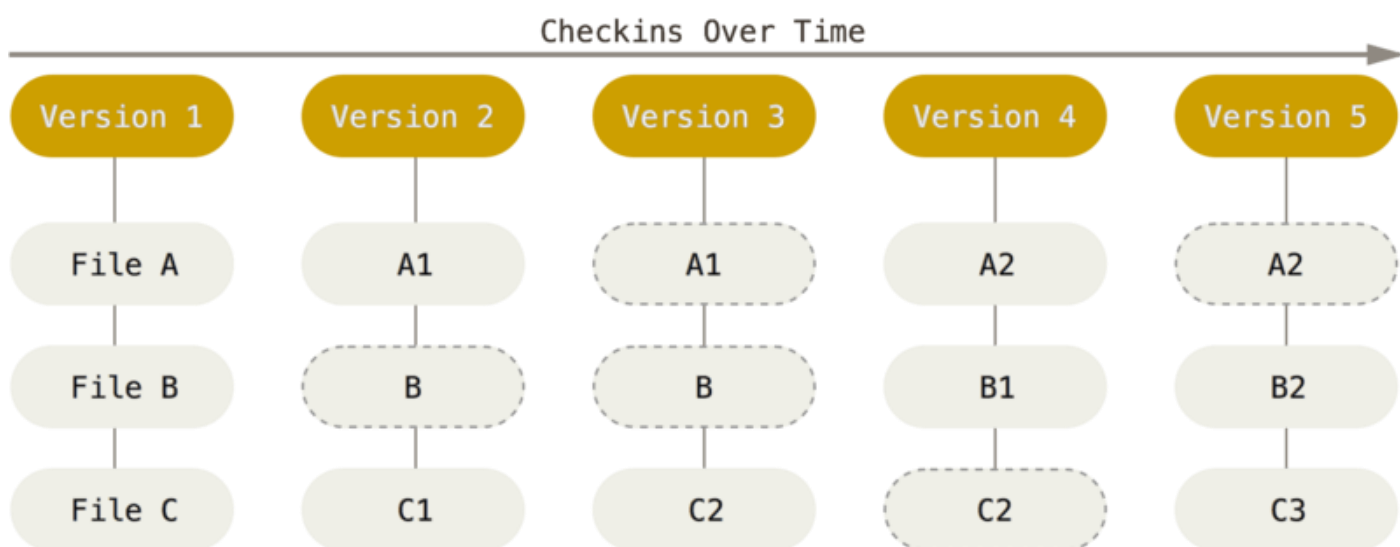 Checkins Over Time
Version 1 Version 2 Version 3 Version 4 Version 5
File A A1 A1 A2 A2
File B B B B1 B2
File C C1 C2 C2 C3